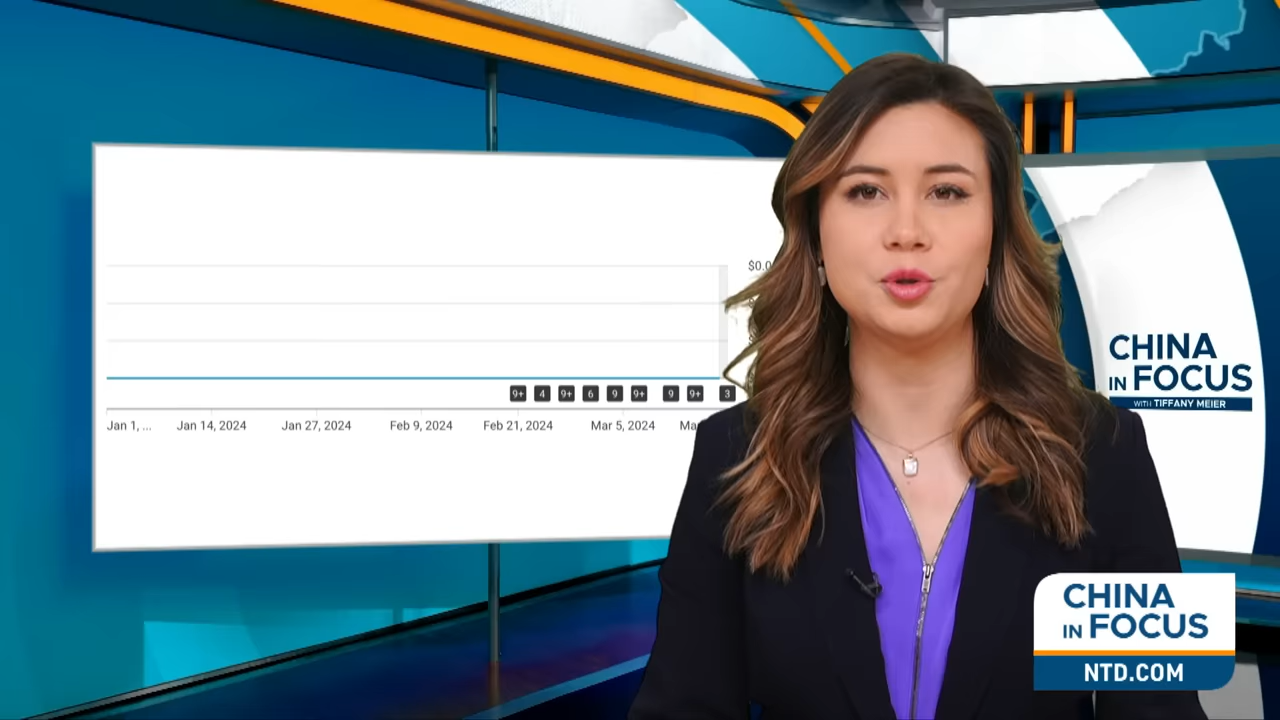 $0.0
9+ 4 9+ 6 9 9+ 9 9+ 3
Jan 1, ... Jan 14, 2024 Jan 27, 2024 Feb 9, 2024 Feb 21, 2024 Mar 5, 2024 Ma
CHINA
IN FOCUS
WITH TIFFANY MEIER
CHINA
IN FOCUS
NTD.COM